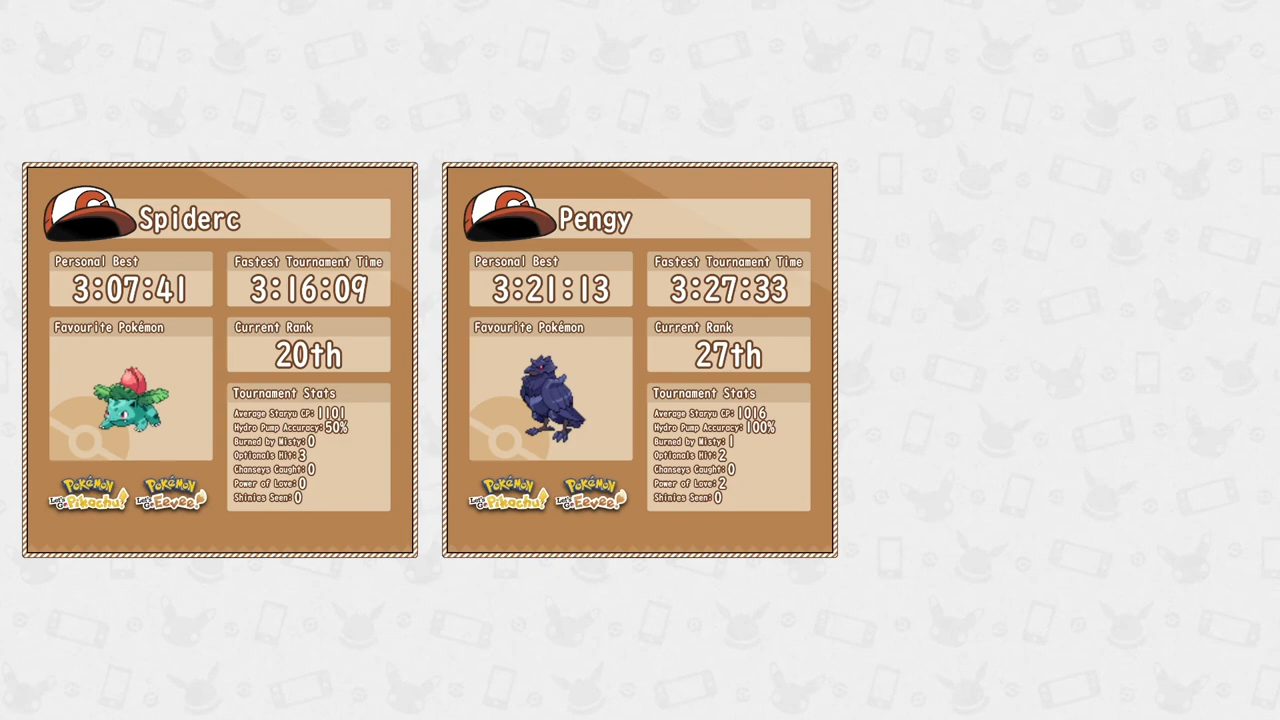 Spiderc
Personal Best
3:07:41
Fastest Tournament Time
3:16:09
Favourite Pokémon
Current Rank
20th
Tournament Stats
Average Staryu CP: 1101
Hydro Pump Accuracy: 50%
Burned by Misty: 0
Optionals Hit: 3
Chanseys Caught: 0
Power of Love: 0
Shinies Seen: 0
Pokémon
Let's Go Pikachu!
Pokémon
Let's Go Eevee!
Pengy
Personal Best
3:21:13
Fastest Tournament Time
3:27:33
Favourite Pokémon
Current Rank
27th
Tournament Stats
Average Staryu CP: 1016
Hydro Pump Accuracy: 100%
Burned by Misty: 1
Optionals Hit: 2
Chanseys Caught: 0
Power of Love: 2
Shinies Seen: 0
Pokémon
Let's Go Pikachu!
Pokémon
Let's Go Eevee!